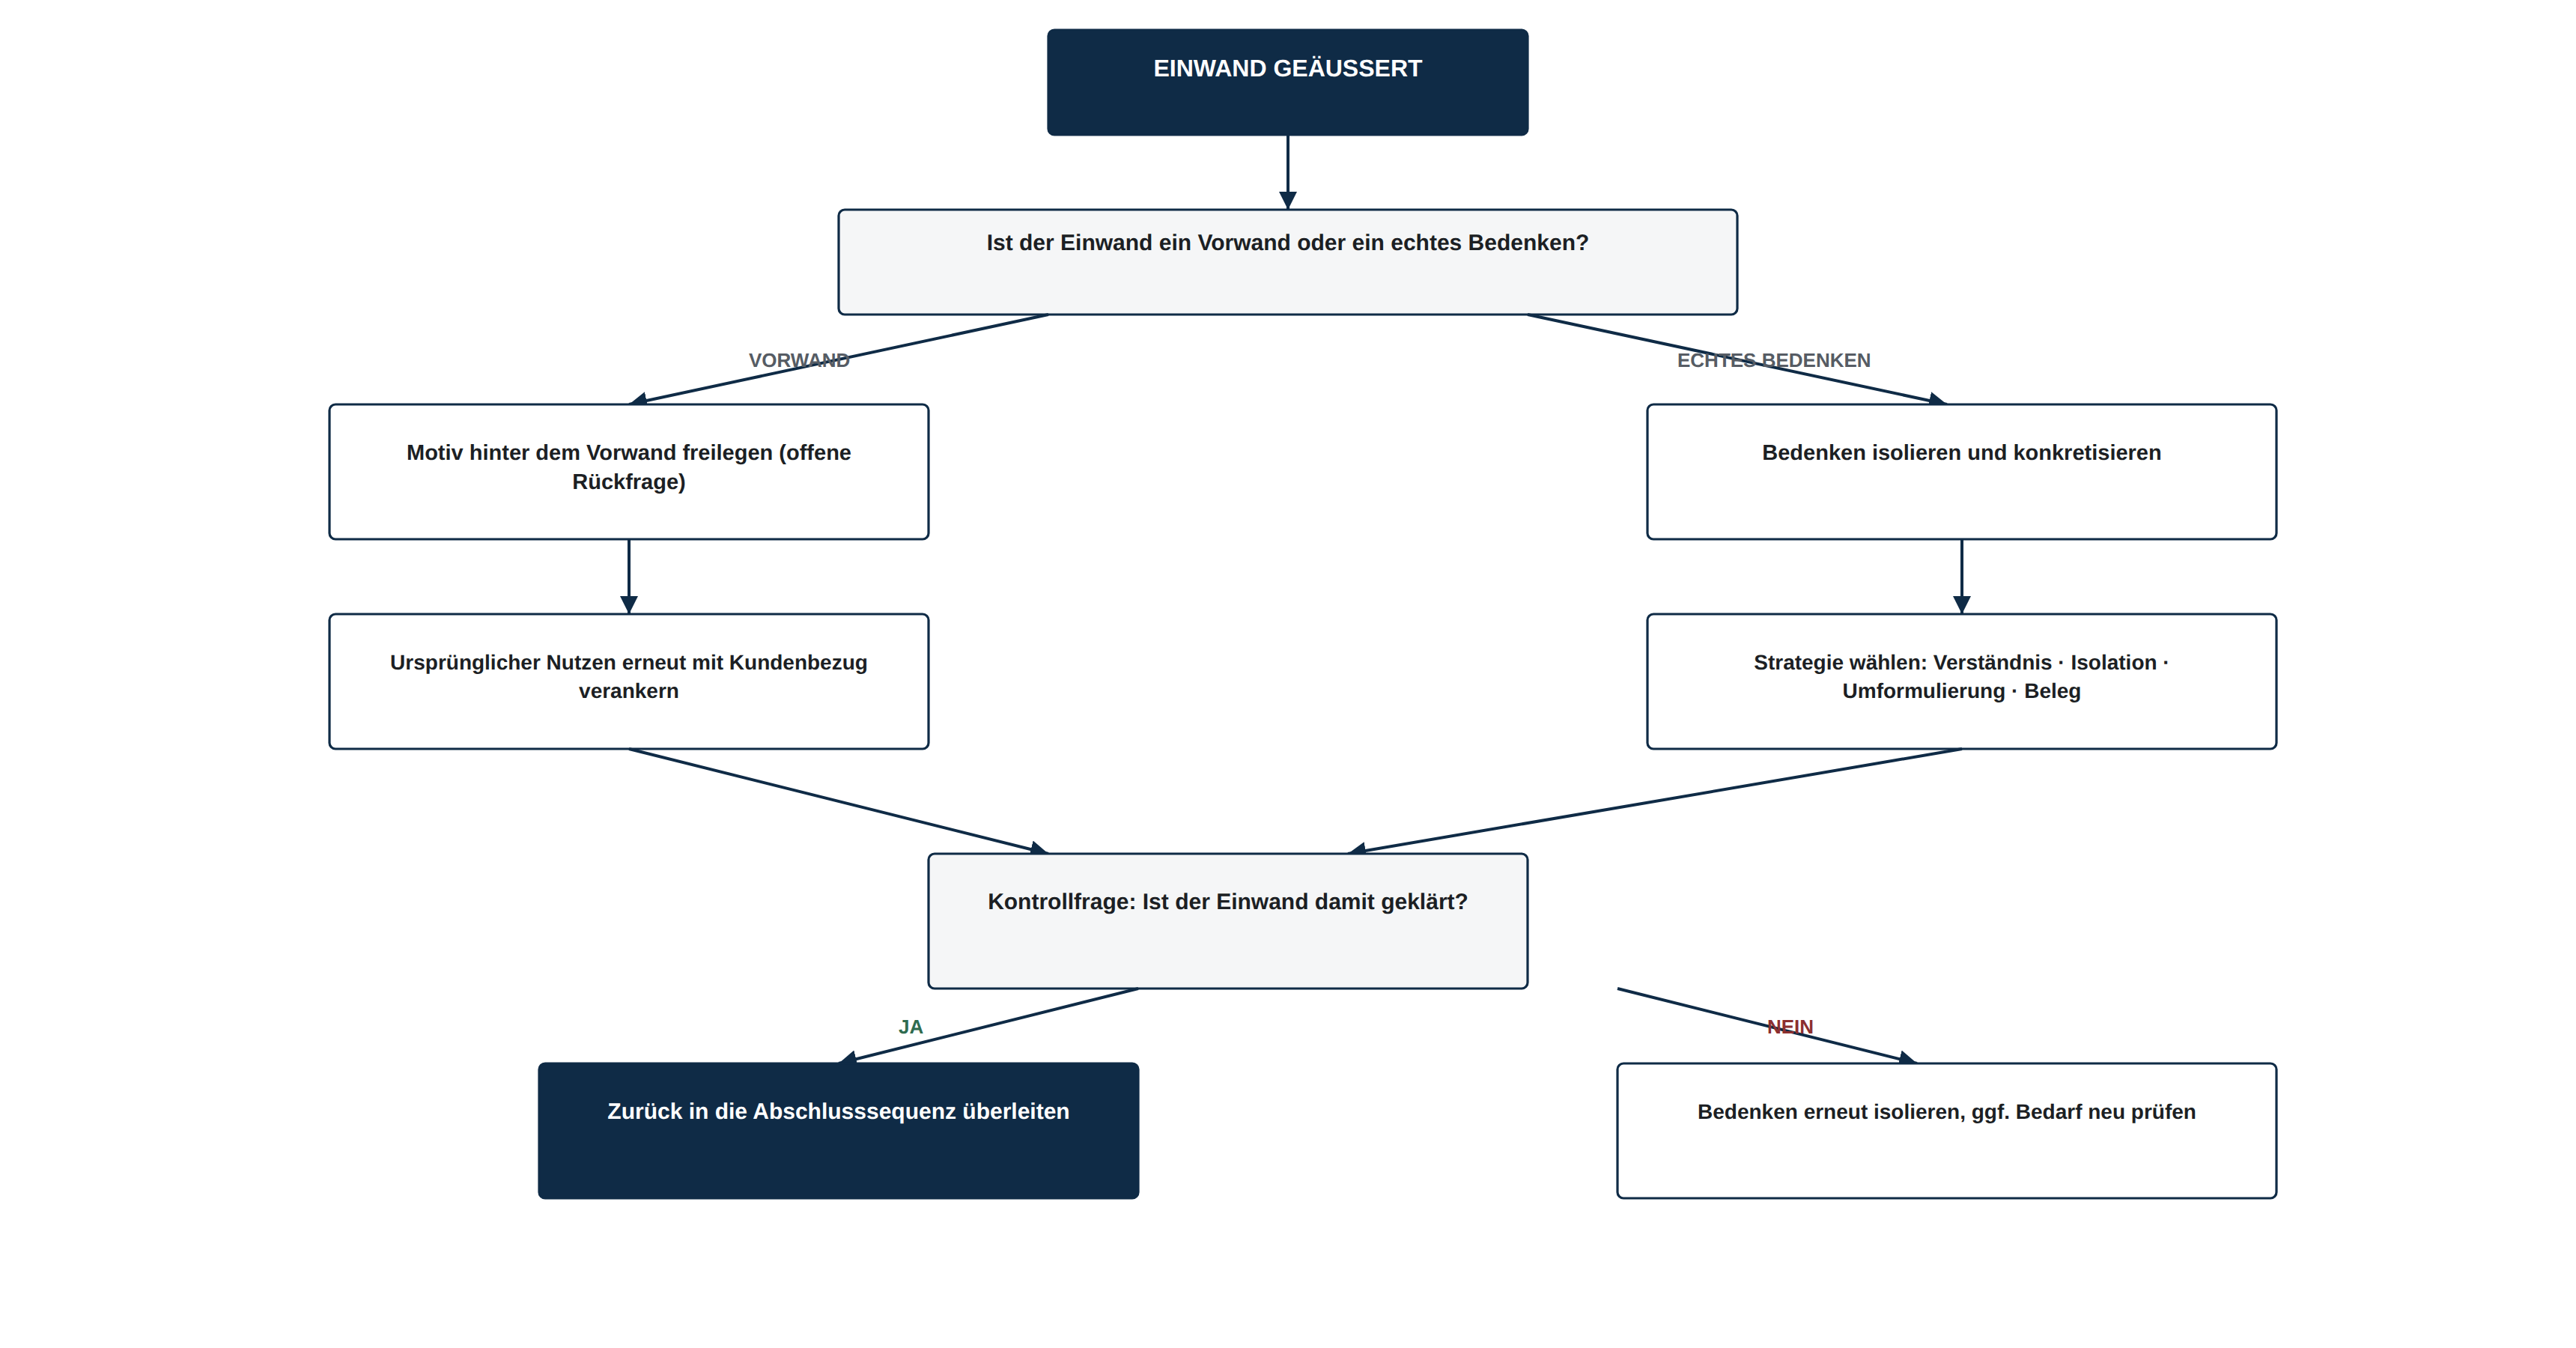 EINWAND GEÄUSSERT
Ist der Einwand ein Vorwand oder ein echtes Bedenken?
VORWAND
ECHTES BEDENKEN
Motiv hinter dem Vorwand freilegen (offene
Rückfrage)
Bedenken isolieren und konkretisieren
Ursprünglicher Nutzen erneut mit Kundenbezug
verankern
Strategie wählen: Verständnis · Isolation ·
Umformulierung · Beleg
Kontrollfrage: Ist der Einwand damit geklärt?
JA
NEIN
Zurück in die Abschlusssequenz überleiten
Bedenken erneut isolieren, ggf. Bedarf neu prüfen